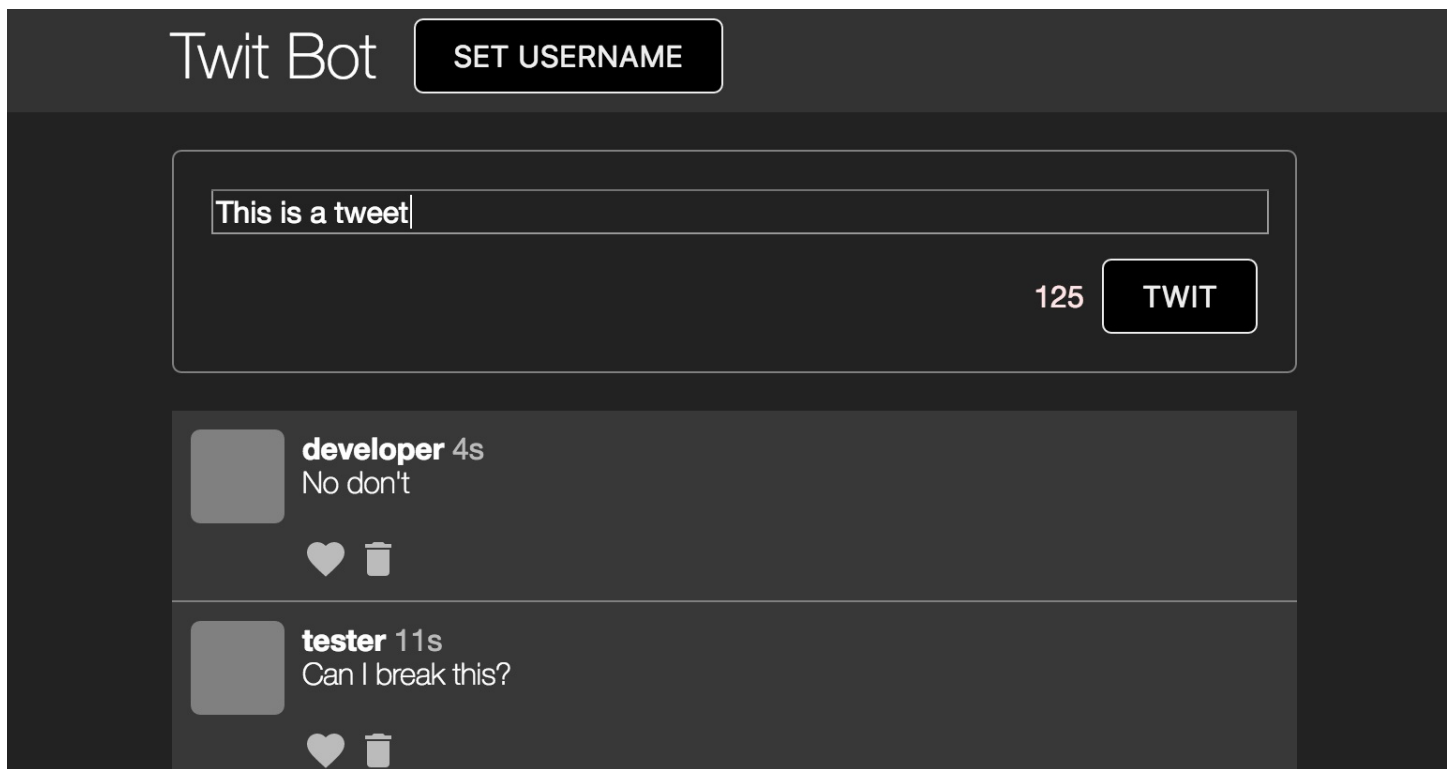 Twit Bot SET USERNAME
This is a tweet
125 TWIT
developer 4s
No don't
tester 11s
Can I break this?